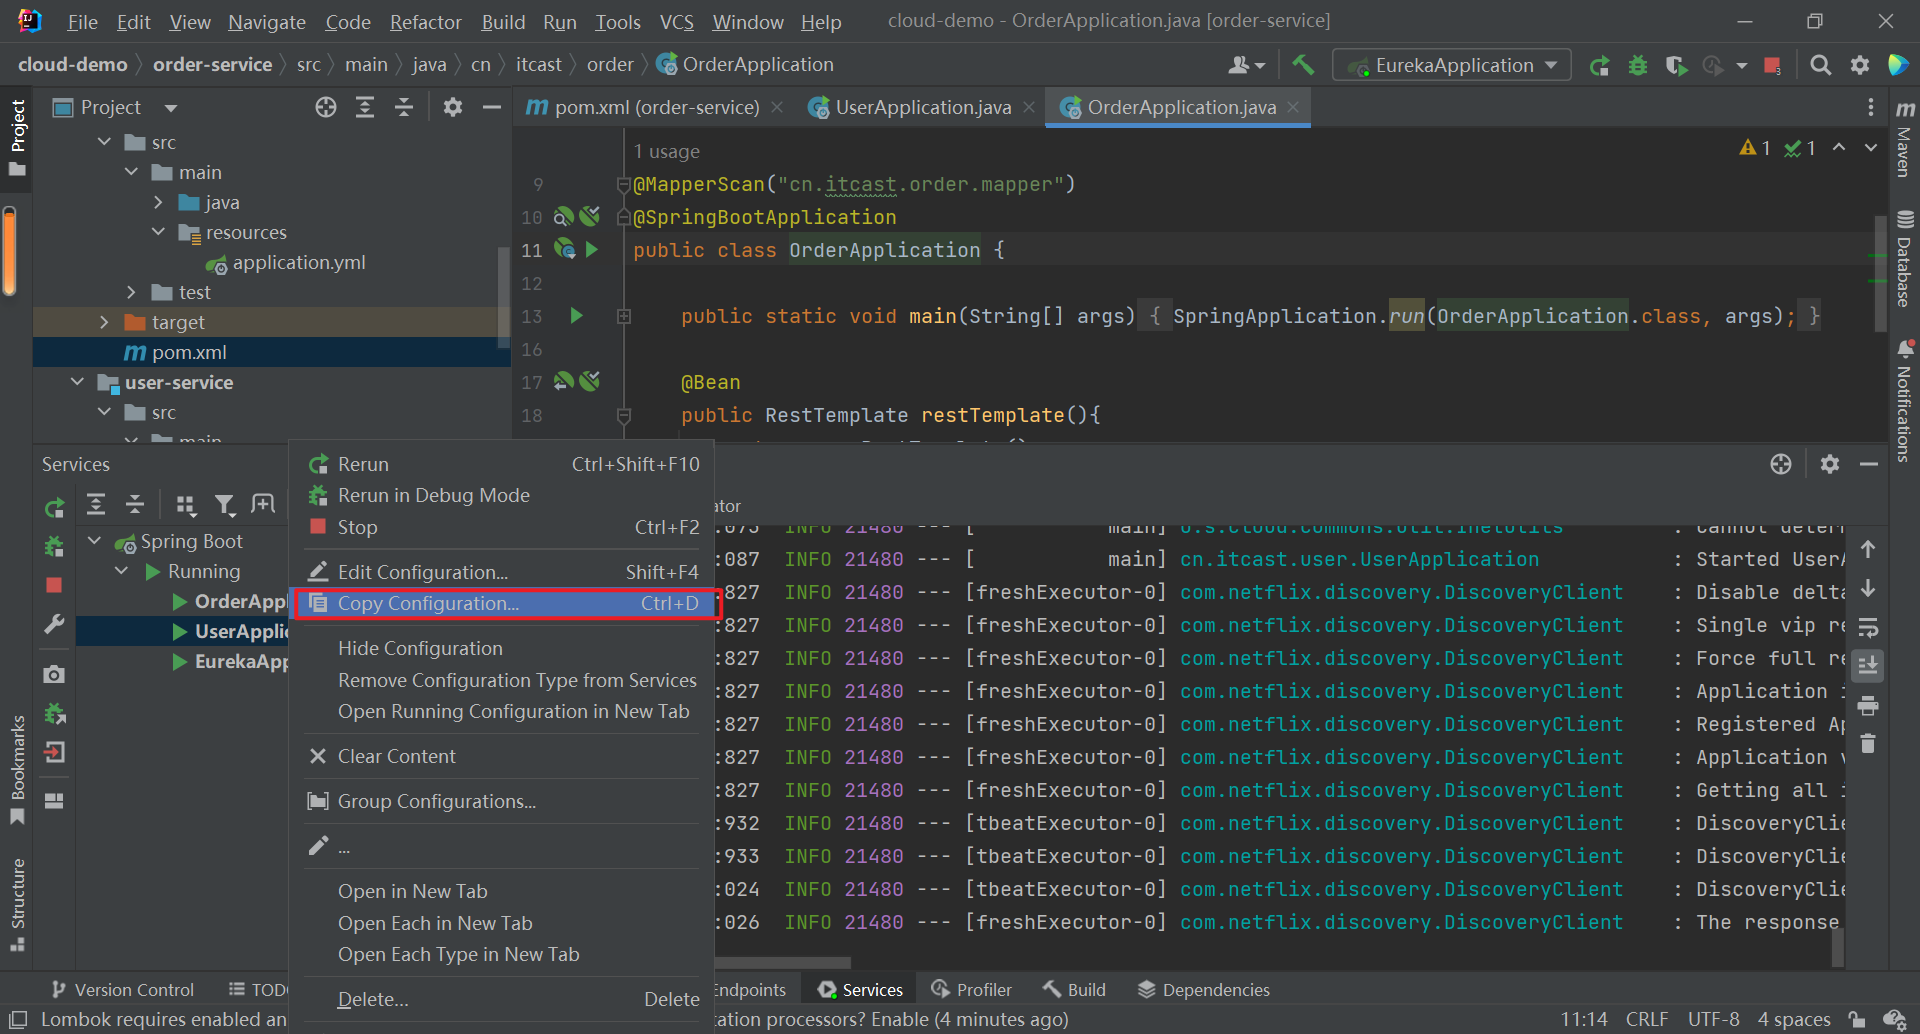 File Edit View Navigate Code Refactor Build Run Tools VCS Window Help cloud-demo - OrderApplication.java [order-service]
cloud-demo order-service src main java cn itcast order OrderApplication EurekaApplication
Project
pom.xml (order-service) UserApplication.java OrderApplication.java
Project
Bookmarks
Structure
src
main
java
resources
application.yml
test
target
pom.xml
user-service
src
main
1 usage
1 1
9 @MapperScan("cn.itcast.order.mapper")
10 @SpringBootApplication
11 public class OrderApplication {
12
13 public static void main(String[] args) { SpringApplication.run(OrderApplication.class, args); }
16
17 @Bean
18 public RestTemplate restTemplate(){
Maven
Database
Notifications
Services
Spring Boot
Running
OrderAppl
UserApplic
EurekaApp
Rerun Ctrl+Shift+F10
Rerun in Debug Mode
Stop Ctrl+F2
Edit Configuration... Shift+F4
Copy Configuration... Ctrl+D
Hide Configuration
Remove Configuration Type from Services
Open Running Configuration in New Tab
Clear Content
Group Configurations...
...
Open in New Tab
Open Each in New Tab
Open Each Type in New Tab
Delete... Delete
ator
:075 INFO 21480 --- [ main] o.s.cloud.commons.util.InetUtils : Cannot deter
:087 INFO 21480 --- [ main] cn.itcast.user.UserApplication : Started UserA
:827 INFO 21480 --- [freshExecutor-0] com.netflix.discovery.DiscoveryClient : Disable delta
:827 INFO 21480 --- [freshExecutor-0] com.netflix.discovery.DiscoveryClient : Single vip re
:827 INFO 21480 --- [freshExecutor-0] com.netflix.discovery.DiscoveryClient : Force full re
:827 INFO 21480 --- [freshExecutor-0] com.netflix.discovery.DiscoveryClient : Application i
:827 INFO 21480 --- [freshExecutor-0] com.netflix.discovery.DiscoveryClient : Registered Ap
:827 INFO 21480 --- [freshExecutor-0] com.netflix.discovery.DiscoveryClient : Application v
:827 INFO 21480 --- [freshExecutor-0] com.netflix.discovery.DiscoveryClient : Getting all i
:932 INFO 21480 --- [tbeatExecutor-0] com.netflix.discovery.DiscoveryClient : DiscoveryClie
:933 INFO 21480 --- [tbeatExecutor-0] com.netflix.discovery.DiscoveryClient : DiscoveryClie
:024 INFO 21480 --- [tbeatExecutor-0] com.netflix.discovery.DiscoveryClient : DiscoveryClie
:026 INFO 21480 --- [freshExecutor-0] com.netflix.discovery.DiscoveryClient : The response
Version Control TODO Endpoints Services Profiler Build Dependencies
Lombok requires enabled an tation processors? Enable (4 minutes ago) 11:14 CRLF UTF-8 4 spaces